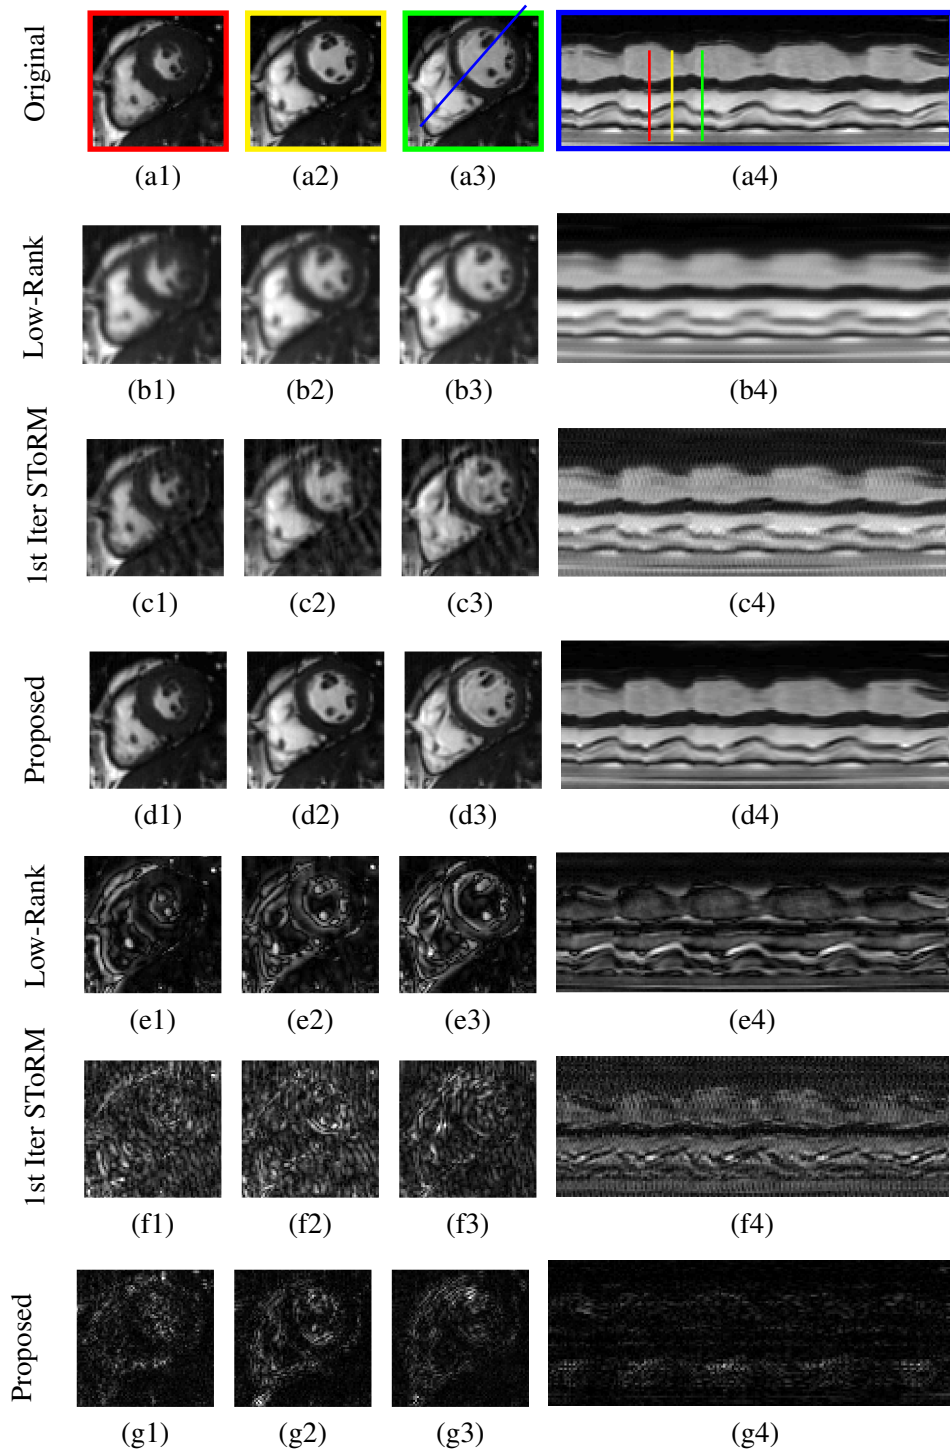 Original
(a1) (a2) (a3) (a4)
Low-Rank
(b1) (b2) (b3) (b4)
1st Iter SToRM
(c1) (c2) (c3) (c4)
Proposed
(d1) (d2) (d3) (d4)
Low-Rank
(e1) (e2) (e3) (e4)
1st Iter SToRM
(f1) (f2) (f3) (f4)
Proposed
(g1) (g2) (g3) (g4)